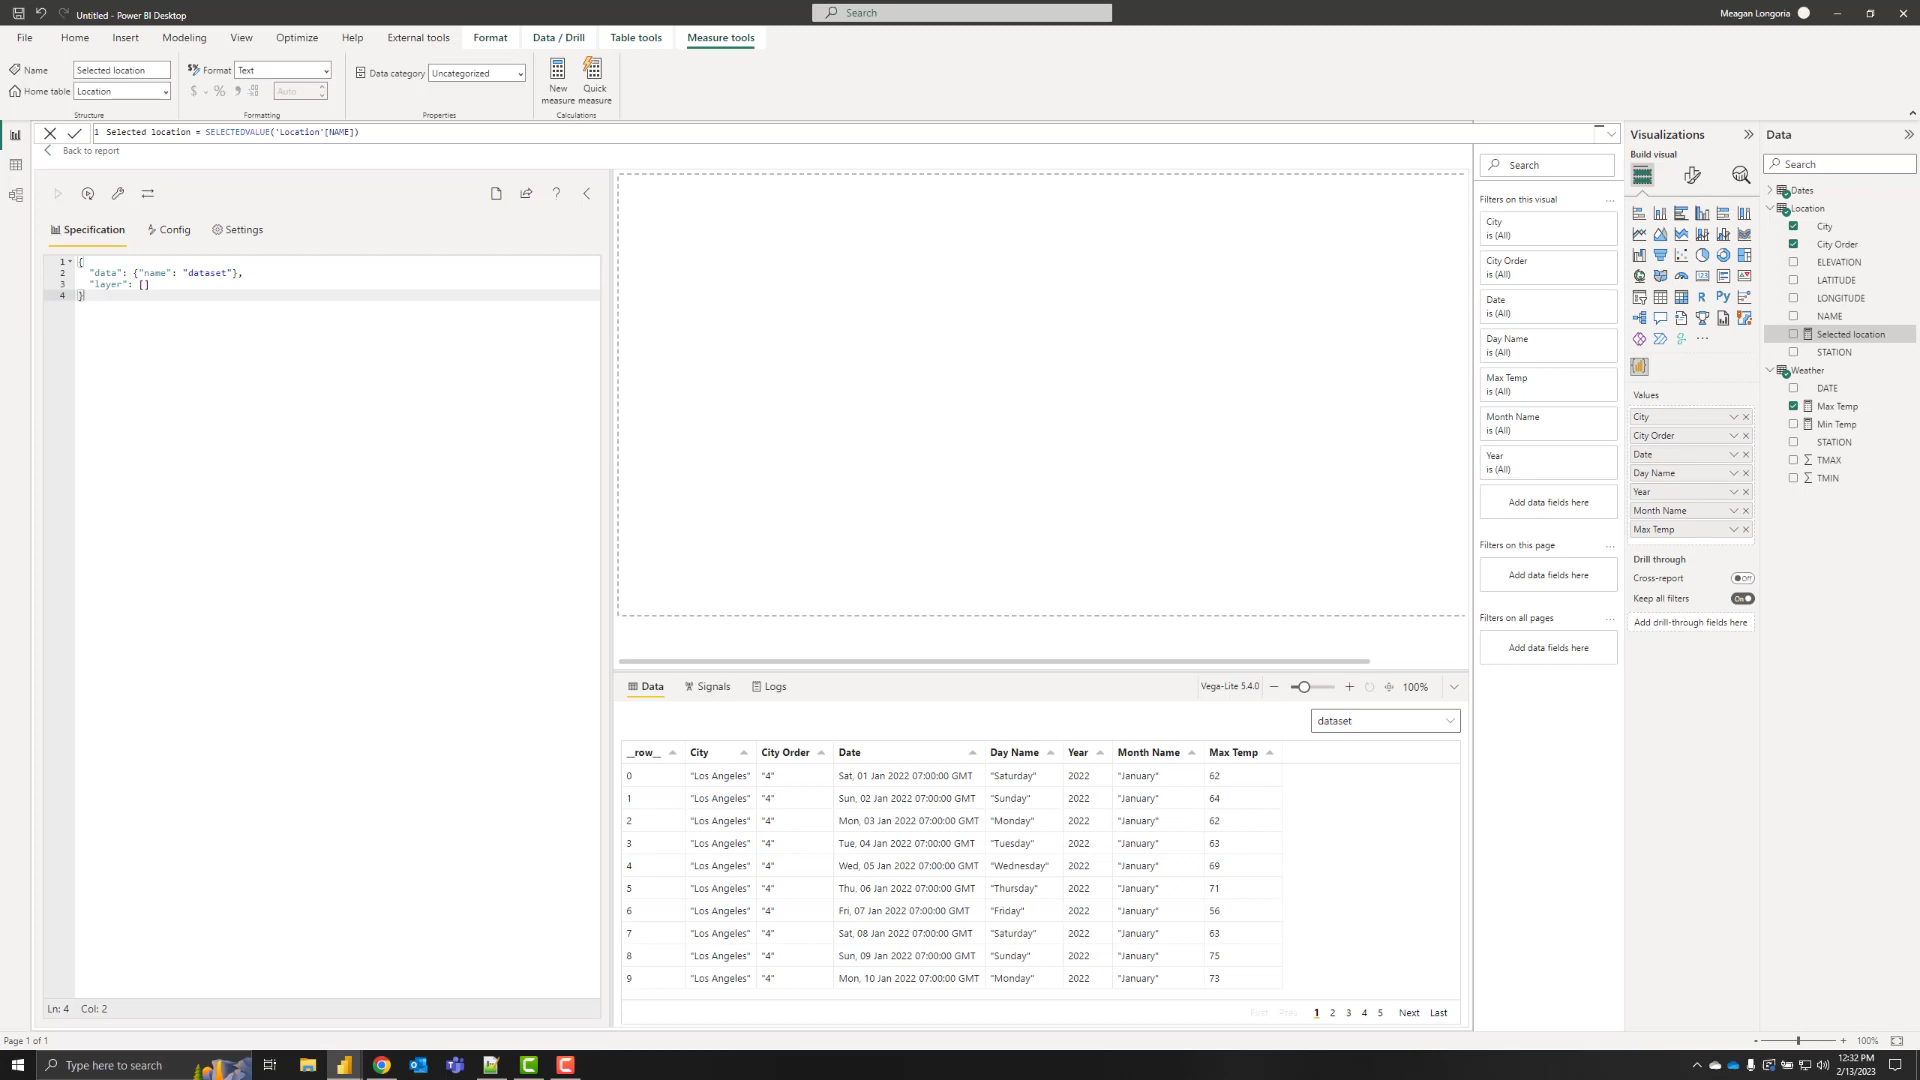 Untitled - Power BI Desktop
Search
Meagan Longoria
File
Home
Insert
Modeling
View
Optimize
Help
External tools
Format
Data / Drill
Table tools
Measure tools
Name
Selected location
Home table
Location
Structure
Format
Text
$
%
Auto
Formatting
Data category
Uncategorized
Properties
New
measure
Quick
measure
Calculations
1 Selected location = SELECTEDVALUE('Location'[NAME])
Back to report
Specification
Config
Settings
1 {
2 "data": {"name": "dataset"},
3 "layer": []
4 }
Ln: 4 Col: 2
Data
Signals
Logs
Vega-Lite 5.4.0
100%
dataset
__row__ City City Order Date Day Name Year Month Name Max Temp
0 "Los Angeles" "4" Sat, 01 Jan 2022 07:00:00 GMT "Saturday" 2022 "January" 62
1 "Los Angeles" "4" Sun, 02 Jan 2022 07:00:00 GMT "Sunday" 2022 "January" 64
2 "Los Angeles" "4" Mon, 03 Jan 2022 07:00:00 GMT "Monday" 2022 "January" 62
3 "Los Angeles" "4" Tue, 04 Jan 2022 07:00:00 GMT "Tuesday" 2022 "January" 63
4 "Los Angeles" "4" Wed, 05 Jan 2022 07:00:00 GMT "Wednesday" 2022 "January" 69
5 "Los Angeles" "4" Thu, 06 Jan 2022 07:00:00 GMT "Thursday" 2022 "January" 71
6 "Los Angeles" "4" Fri, 07 Jan 2022 07:00:00 GMT "Friday" 2022 "January" 56
7 "Los Angeles" "4" Sat, 08 Jan 2022 07:00:00 GMT "Saturday" 2022 "January" 63
8 "Los Angeles" "4" Sun, 09 Jan 2022 07:00:00 GMT "Sunday" 2022 "January" 75
9 "Los Angeles" "4" Mon, 10 Jan 2022 07:00:00 GMT "Monday" 2022 "January" 73
First Prev 1 2 3 4 5 Next Last
Search
Filters on this visual
City
is (All)
City Order
is (All)
Date
is (All)
Day Name
is (All)
Max Temp
is (All)
Month Name
is (All)
Year
is (All)
Add data fields here
Filters on this page
Add data fields here
Filters on all pages
Add data fields here
Visualizations
Build visual
123
R
Py
Values
City
City Order
Date
Day Name
Year
Month Name
Max Temp
Drill through
Cross-report
Off
Keep all filters
On
Add drill-through fields here
Data
Search
Dates
Location
City
City Order
ELEVATION
LATITUDE
LONGITUDE
NAME
Selected location
STATION
Weather
DATE
Max Temp
Min Temp
STATION
TMAX
TMIN
Page 1 of 1
100%
Type here to search
12:32 PM
2/13/2023